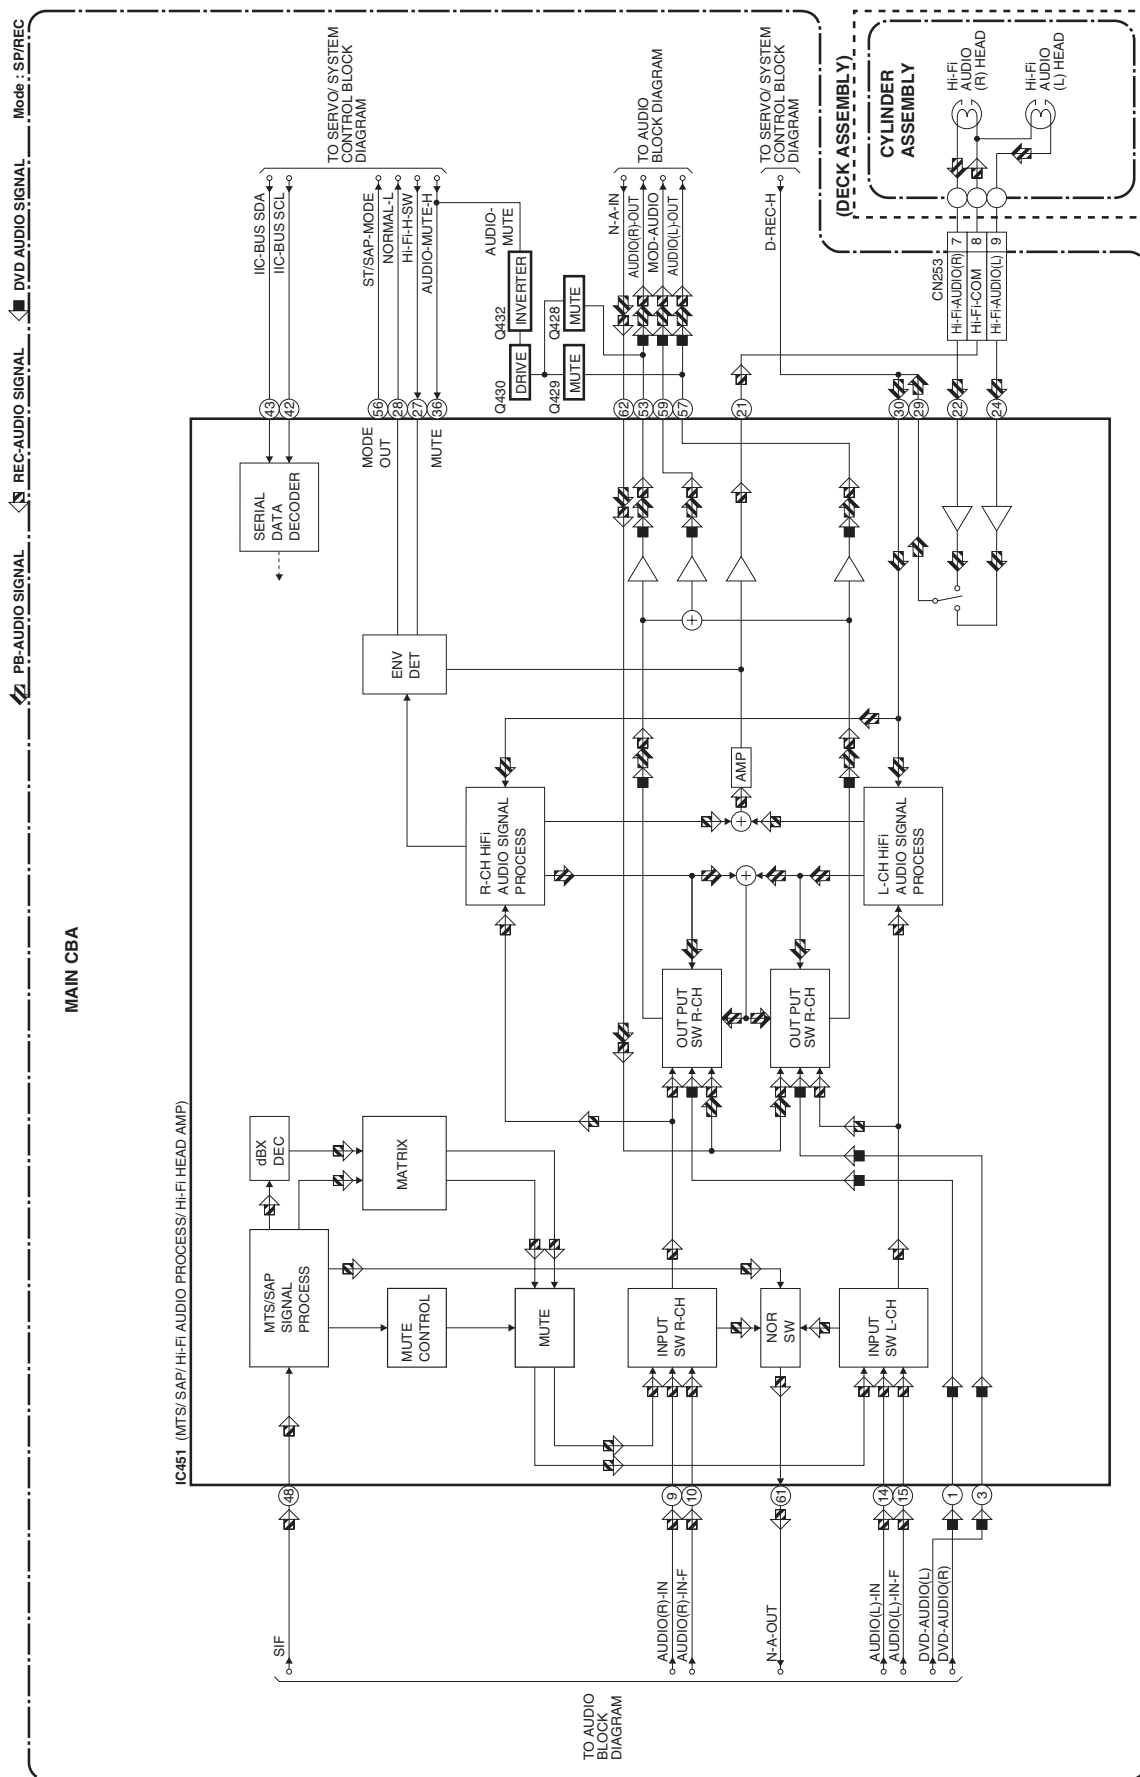 Mode : SP/REC
PB-AUDIO SIGNAL
REC-AUDIO SIGNAL
DVD AUDIO SIGNAL
MAIN CBA
IC451 (MTS/ SAP/ Hi-Fi AUDIO PROCESS/ Hi-Fi HEAD AMP)
TO AUDIO
BLOCK
DIAGRAM
SIF
AUDIO(R)-IN
AUDIO(R)-IN-F
N-A-OUT
AUDIO(L)-IN
AUDIO(L)-IN-F
DVD-AUDIO(L)
DVD-AUDIO(R)
48
9
10
61
14
15
1
3
MTS/SAP
SIGNAL
PROCESS
dBX
DEC
MATRIX
MUTE
CONTROL
MUTE
INPUT
SW R-CH
NOR
SW
INPUT
SW L-CH
OUT PUT
SW R-CH
OUT PUT
SW R-CH
R-CH HiFi
AUDIO SIGNAL
PROCESS
L-CH HiFi
AUDIO SIGNAL
PROCESS
+
+
+
AMP
ENV
DET
SERIAL
DATA
DECODER
MODE
OUT
MUTE
43
42
56
28
27
36
62
53
59
57
21
30
29
22
24
IIC-BUS SDA
IIC-BUS SCL
ST/SAP-MODE
NORMAL-L
Hi-Fi-H-SW
AUDIO-MUTE-H
TO SERVO/ SYSTEM
CONTROL BLOCK
DIAGRAM
AUDIO-
MUTE
Q432
INVERTER
Q430
DRIVE
Q428
MUTE
Q429
MUTE
N-A-IN
AUDIO(R)-OUT
MOD-AUDIO
AUDIO(L)-OUT
TO AUDIO
BLOCK DIAGRAM
D-REC-H
TO SERVO/ SYSTEM
CONTROL BLOCK
DIAGRAM
CN253
Hi-Fi-AUDIO(R) 7
Hi-Fi-COM 8
Hi-Fi-AUDIO(L) 9
(DECK ASSEMBLY)
CYLINDER
ASSEMBLY
Hi-Fi
AUDIO
(R) HEAD
Hi-Fi
AUDIO
(L) HEAD